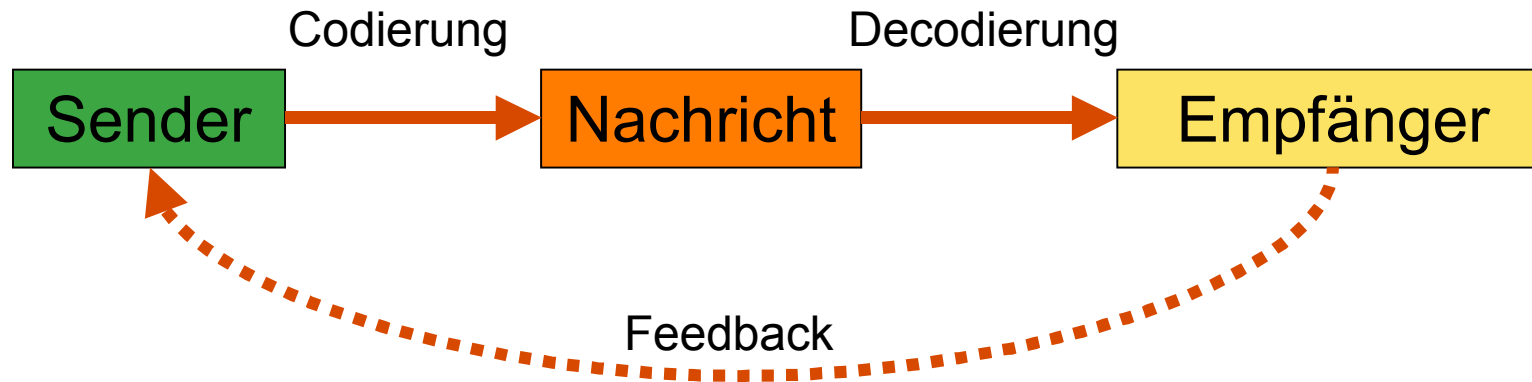 Codierung
Decodierung
Sender
Nachricht
Empfänger
Feedback